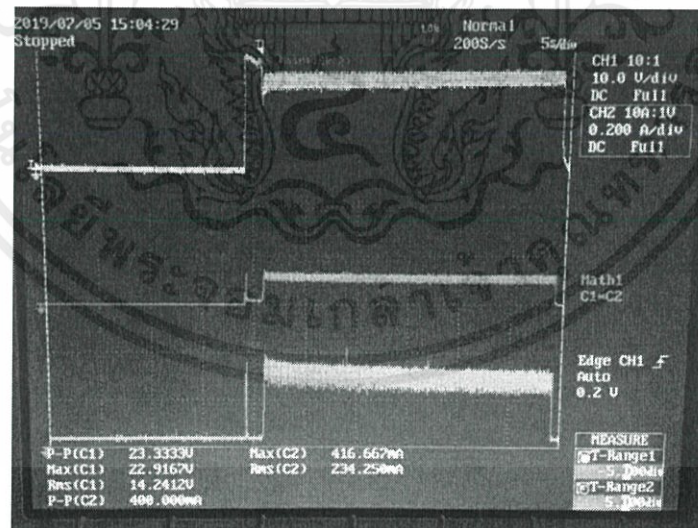 2019/02/05 15:04:29
Stopped
Normal
200S/s 5s/div
CH1 10:1
10.0 V/div
DC Full
CH2 10A:1V
0.200 A/div
DC Full
Math1
C1*C2
Edge CH1
Auto
0.2 V
P-P(C1) 23.3333V Max(C2) 416.667mA
Max(C1) 22.9167V Rms(C2) 234.250mA
Rms(C1) 14.2412V
P-P(C2) 400.000mA
MEASURE
T-Range1
T-Range2